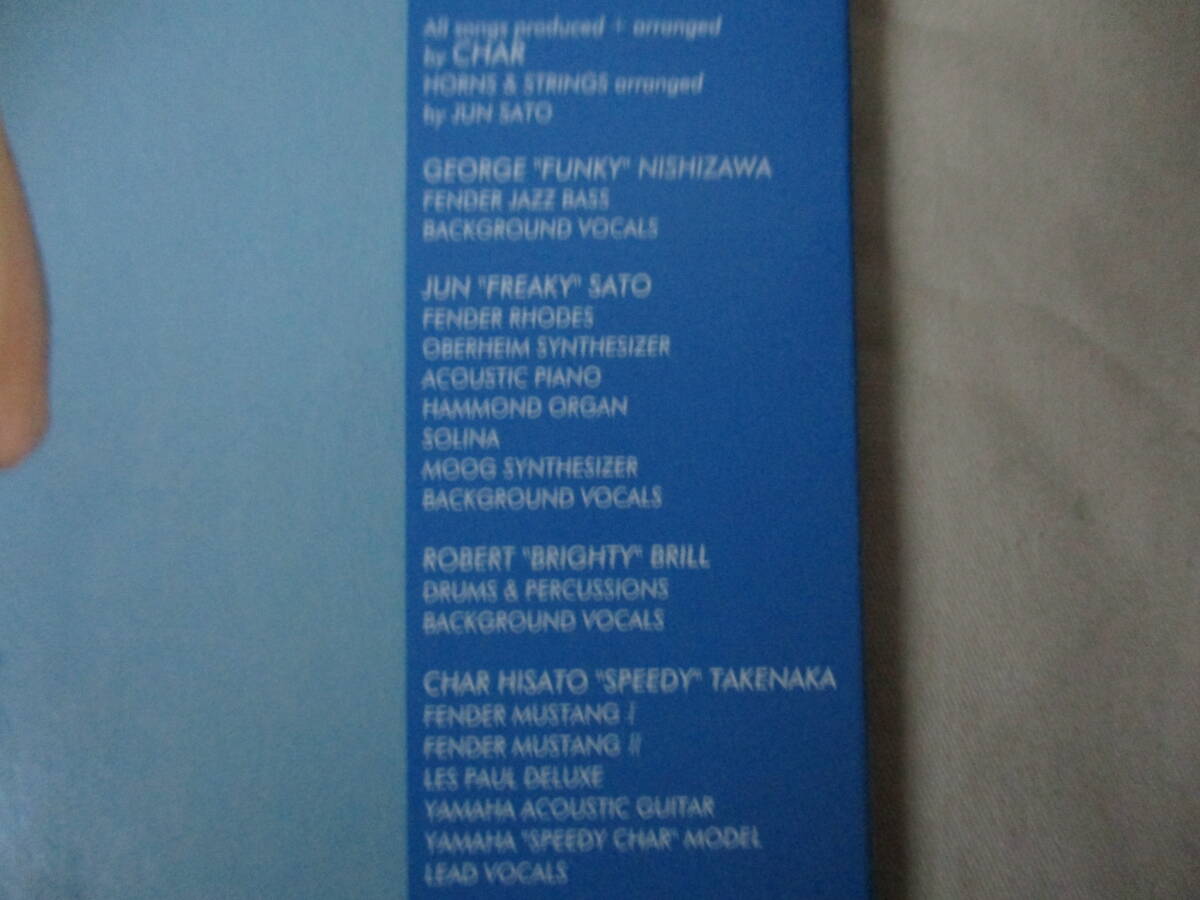 All songs produced + arranged
by CHAR
HORNS & STRINGS arranged
by JUN SATO
GEORGE "FUNKY" NISHIZAWA
FENDER JAZZ BASS
BACKGROUND VOCALS
JUN "FREAKY" SATO
FENDER RHODES
OBERHEIM SYNTHESIZER
ACOUSTIC PIANO
HAMMOND ORGAN
SOLINA
MOOG SYNTHESIZER
BACKGROUND VOCALS
ROBERT "BRIGHTY" BRILL
DRUMS & PERCUSSIONS
BACKGROUND VOCALS
CHAR HISATO "SPEEDY" TAKENAKA
FENDER MUSTANG I
FENDER MUSTANG II
LES PAUL DELUXE
YAMAHA ACOUSTIC GUITAR
YAMAHA "SPEEDY CHAR" MODEL
LEAD VOCALS